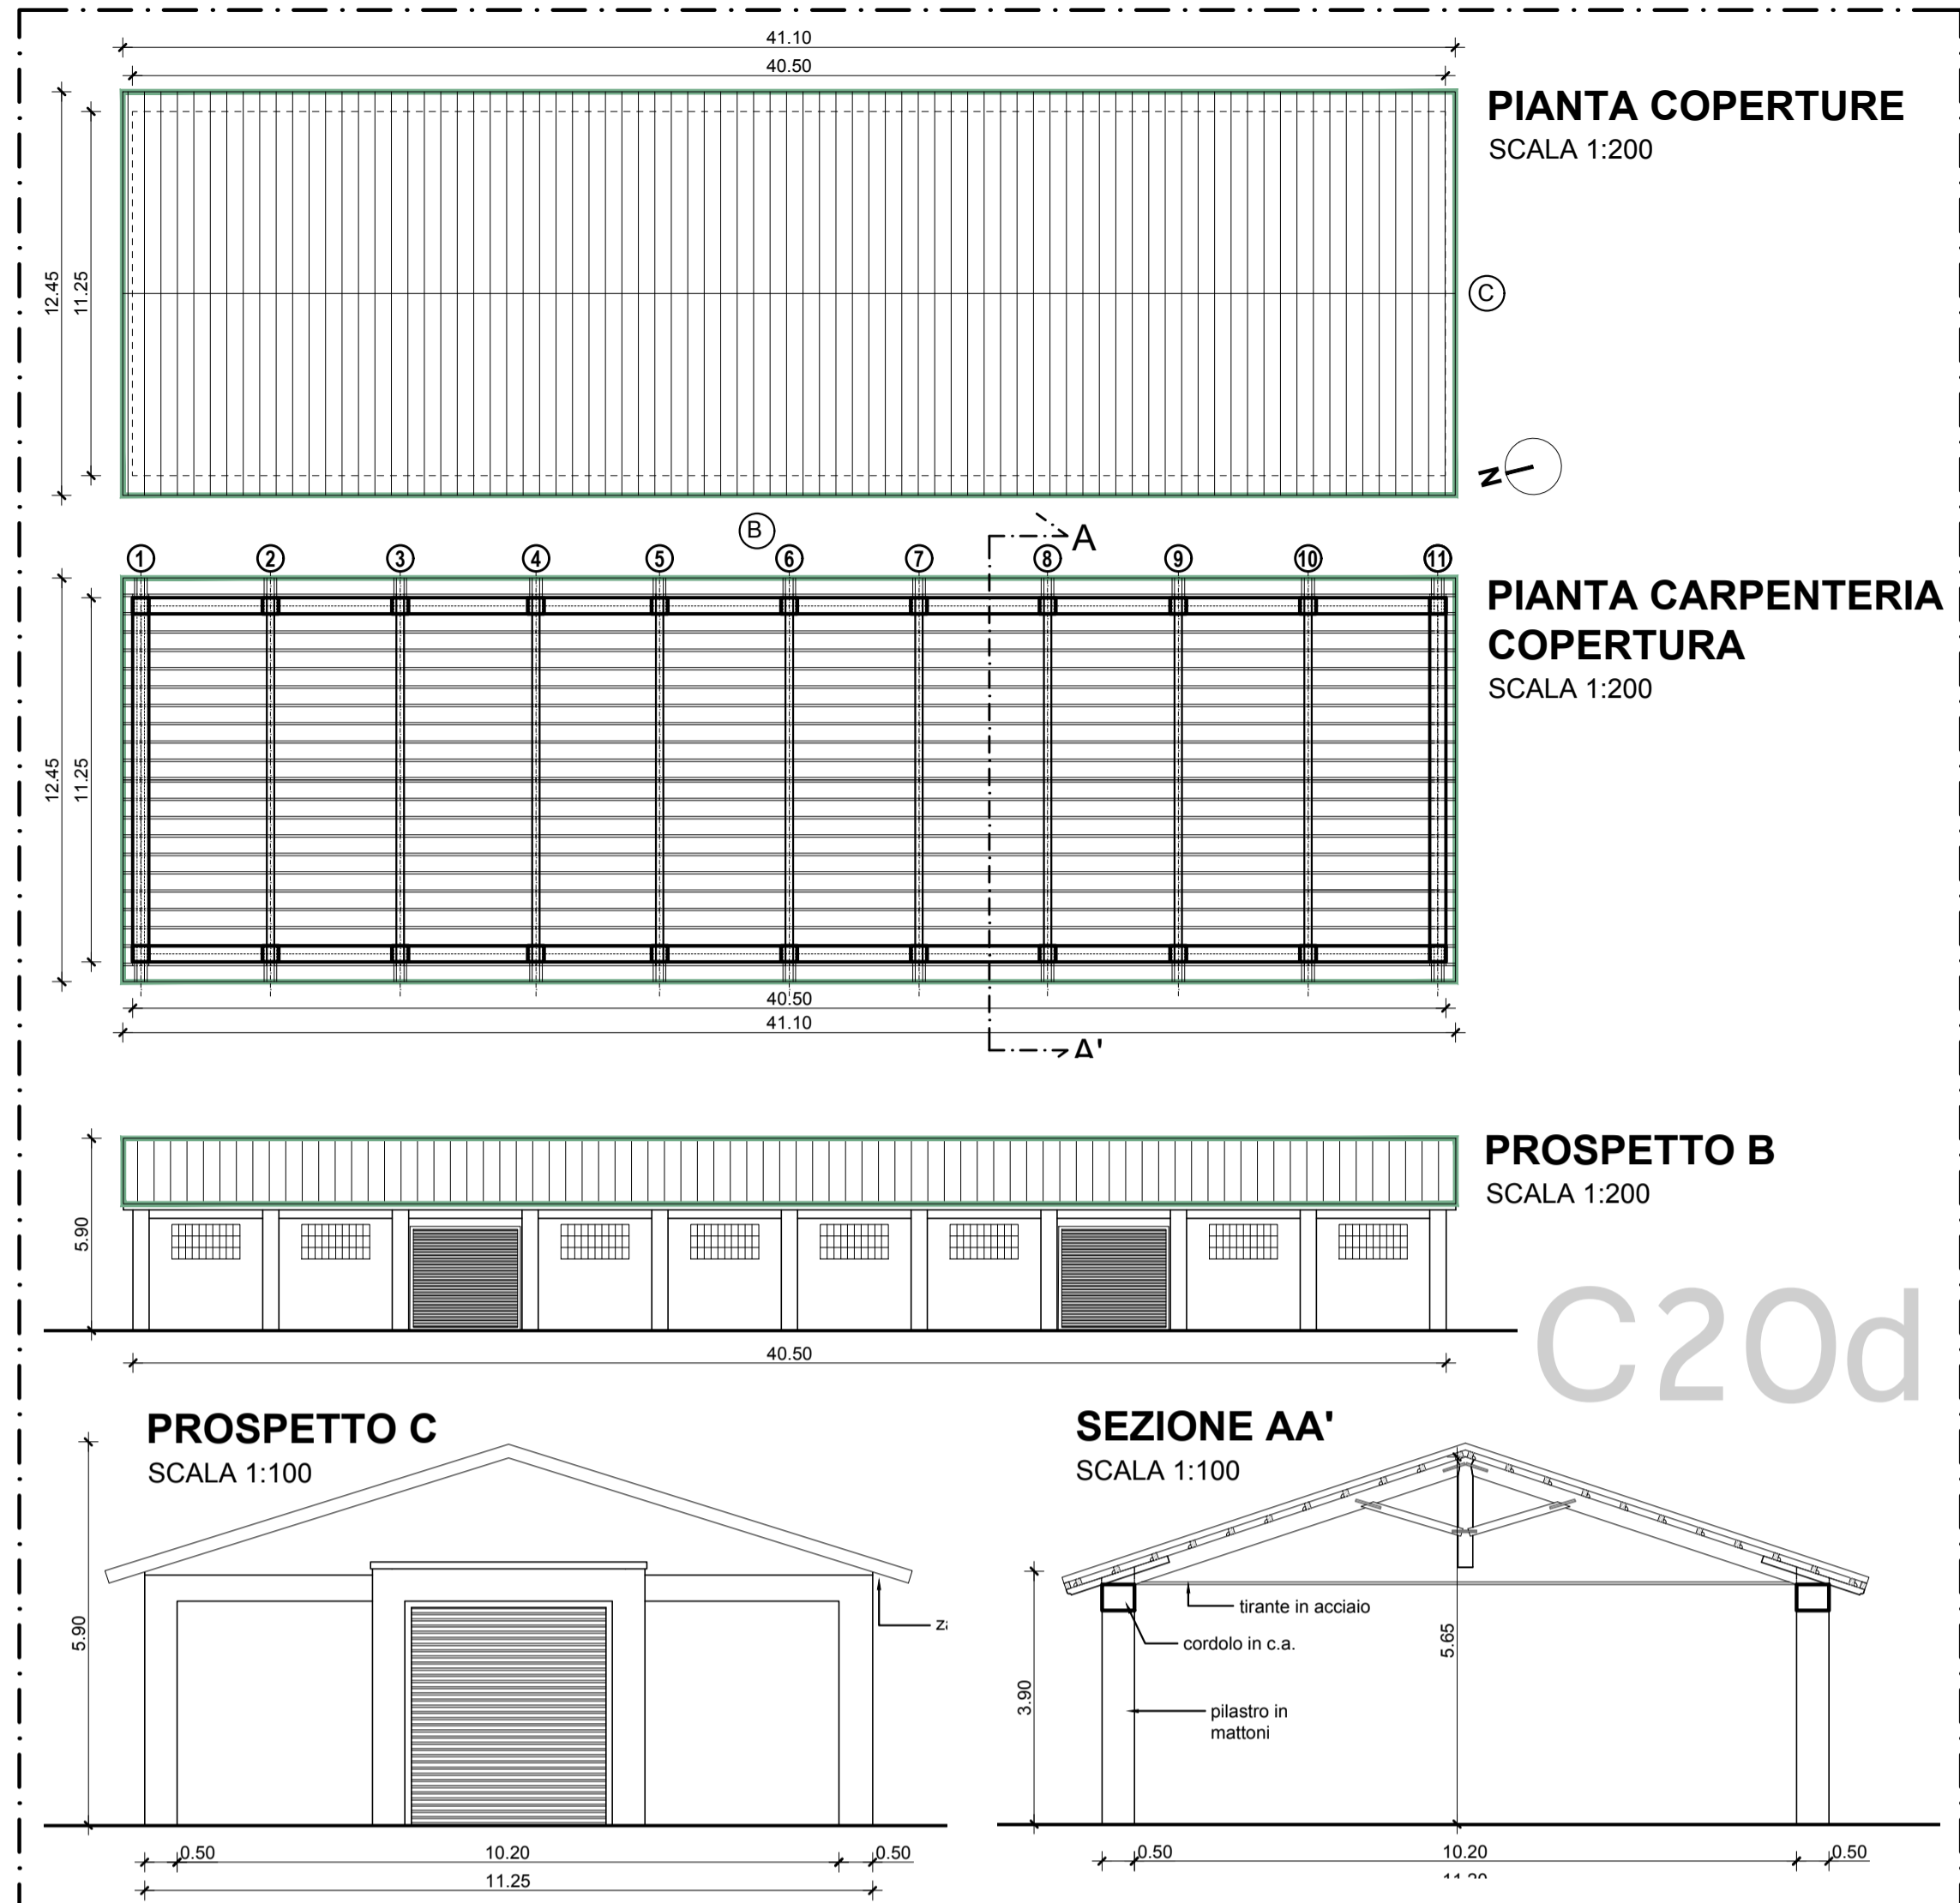 41.10
40.50
PIANTA COPERTURE
SCALA 1:200
12.45
11.25
C
N
B
A
1 2 3 4 5 6 7 8 9 10 11
PIANTA CARPENTERIA
COPERTURA
SCALA 1:200
12.45
11.25
40.50
41.10
A'
PROSPETTO B
SCALA 1:200
5.90
40.50
C20d
PROSPETTO C
SCALA 1:100
5.90
0.50 10.20 0.50
11.25
SEZIONE AA'
SCALA 1:100
tirante in acciaio
cordolo in c.a.
pilastro in
mattoni
3.90
5.65
0.50 10.20 0.50